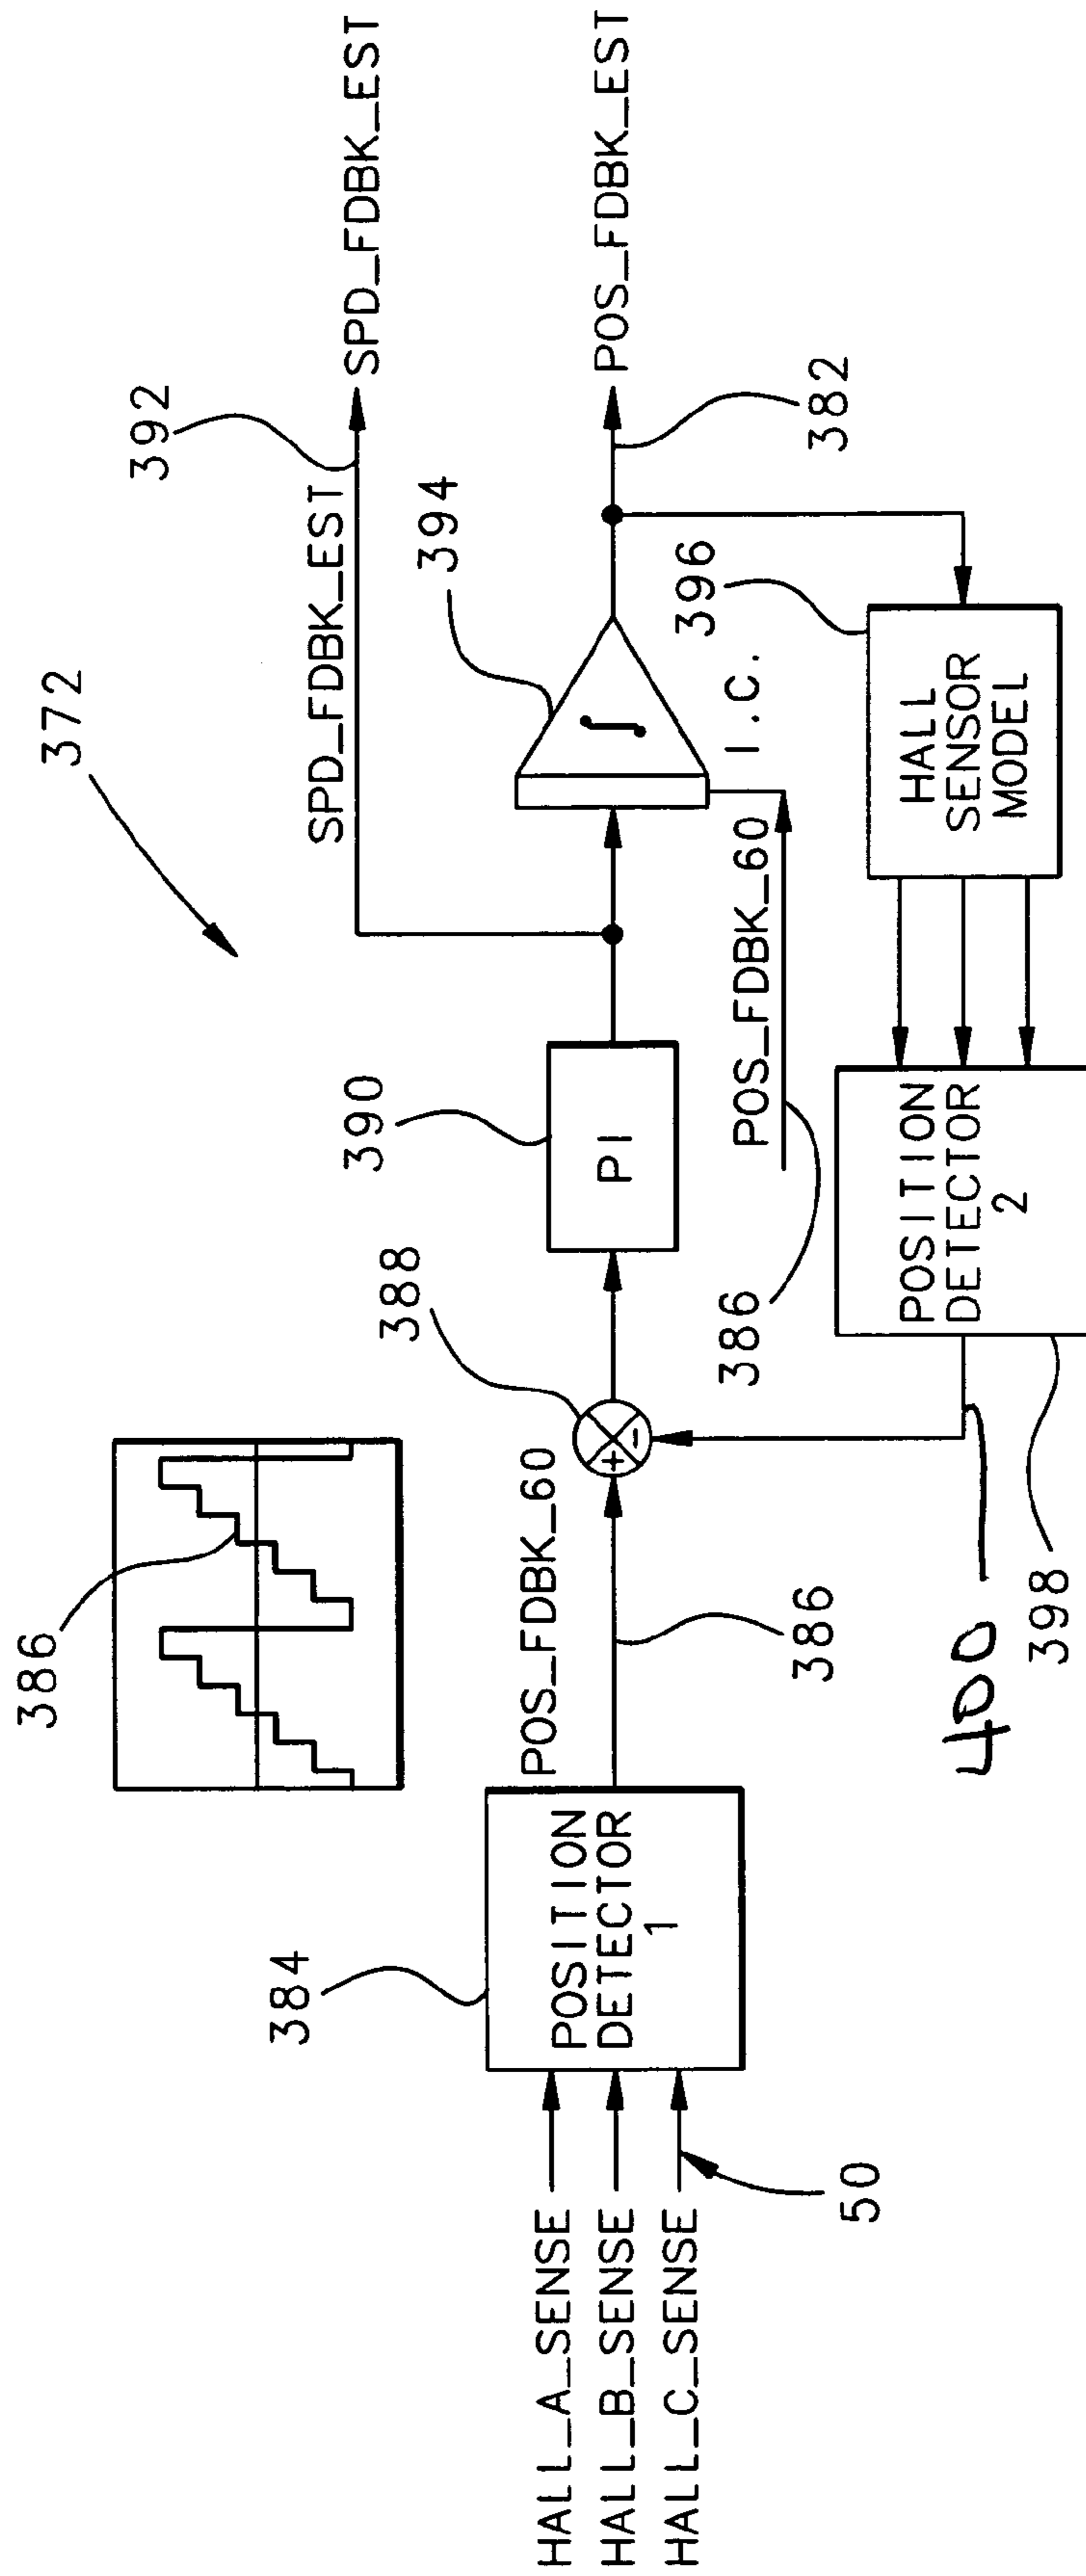 372
392
SPD_FDBK_EST
SPD_FDBK_EST
386
POS_FDBK_60
388
390
394
POS_FDBK_EST
382
384
POSITION
DETECTOR
1
386
+
-
PI
POS_FDBK_60
386
I.C.
396
HALL
SENSOR
MODEL
HALL_A_SENSE
HALL_B_SENSE
HALL_C_SENSE
50
400
398
POSITION
DETECTOR
2